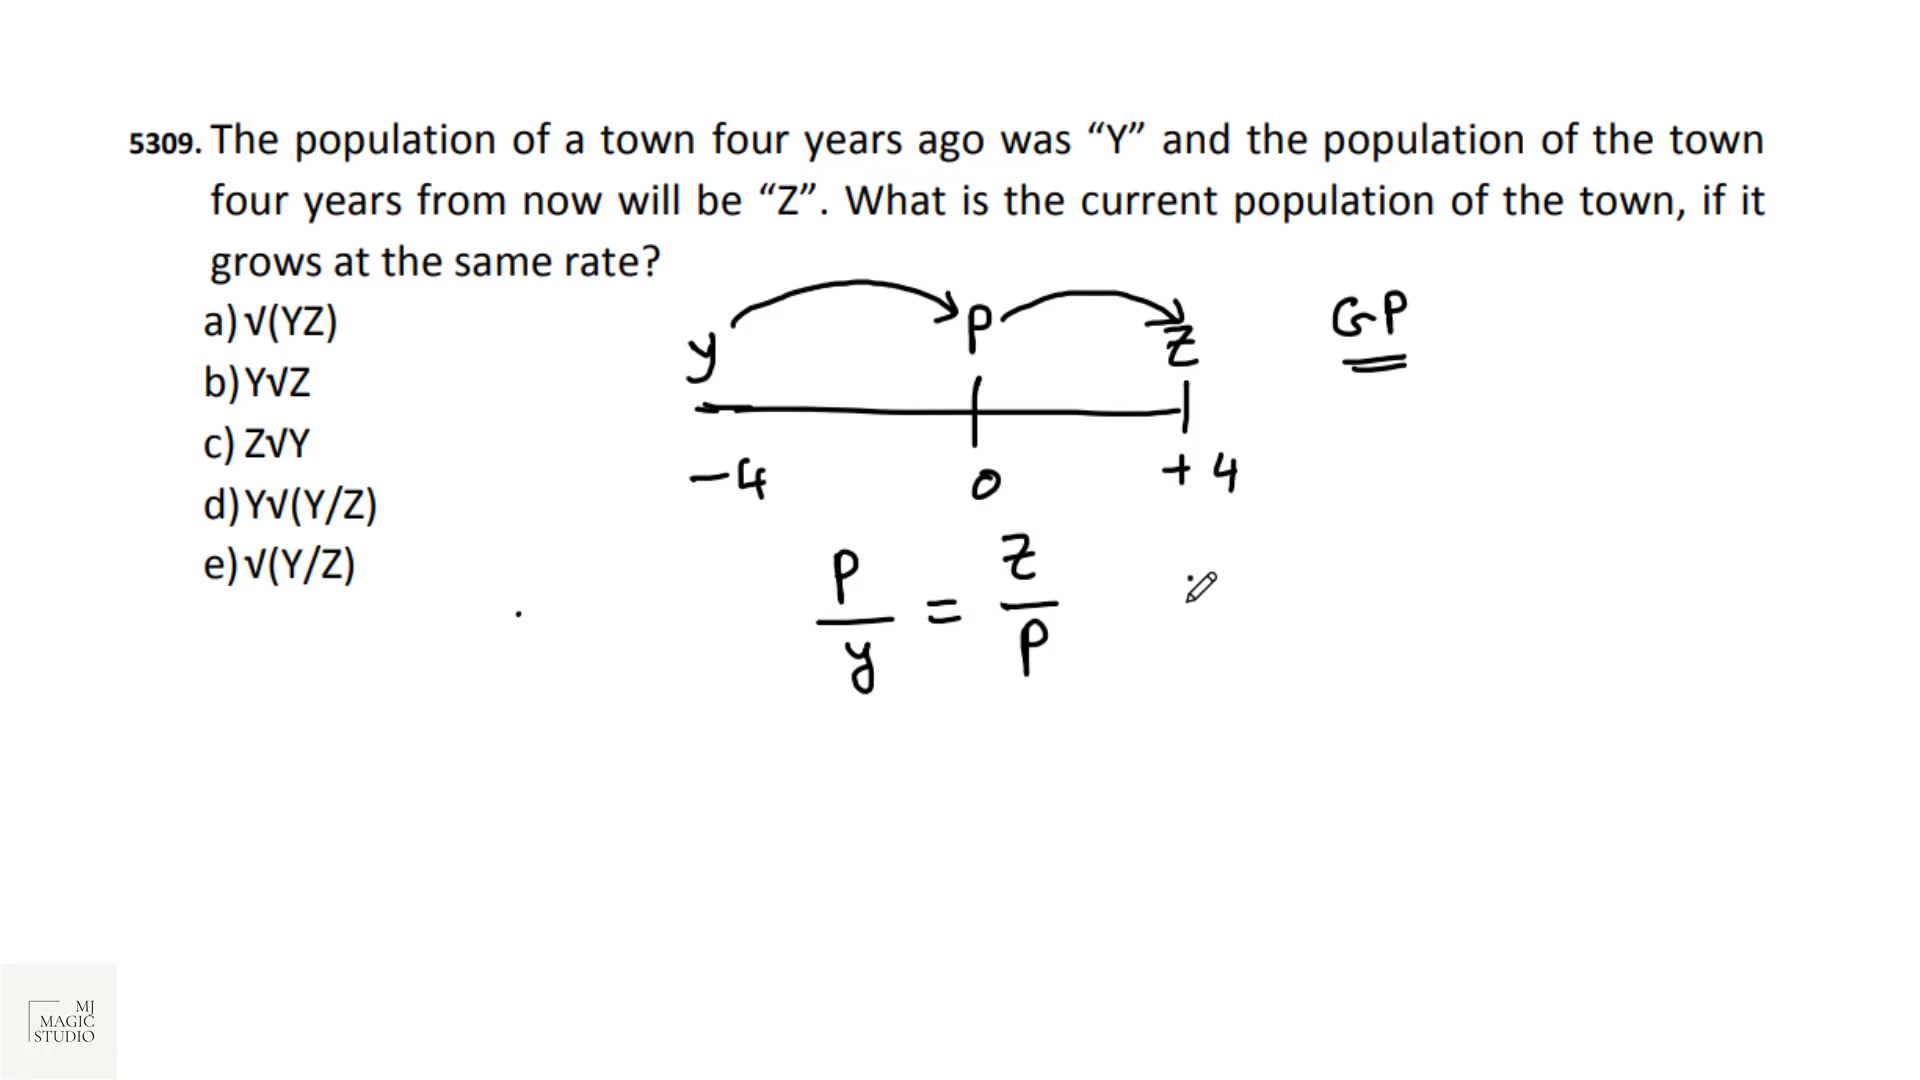 5309. The population of a town four years ago was “Y” and the population of the town
four years from now will be “Z”. What is the current population of the town, if it
grows at the same rate?
a) √(YZ)
b) Y√Z
c) Z√Y
d) Y√(Y/Z)
e) √(Y/Z)
y P Z GP
-4 0 +4
P/y = Z/P
MJ
MAGIC
STUDIO